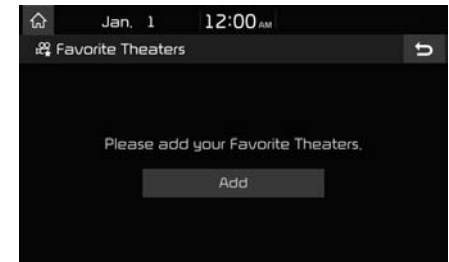 Jan. 1 12:00 AM
Favorite Theaters
Please add your Favorite Theaters.
Add